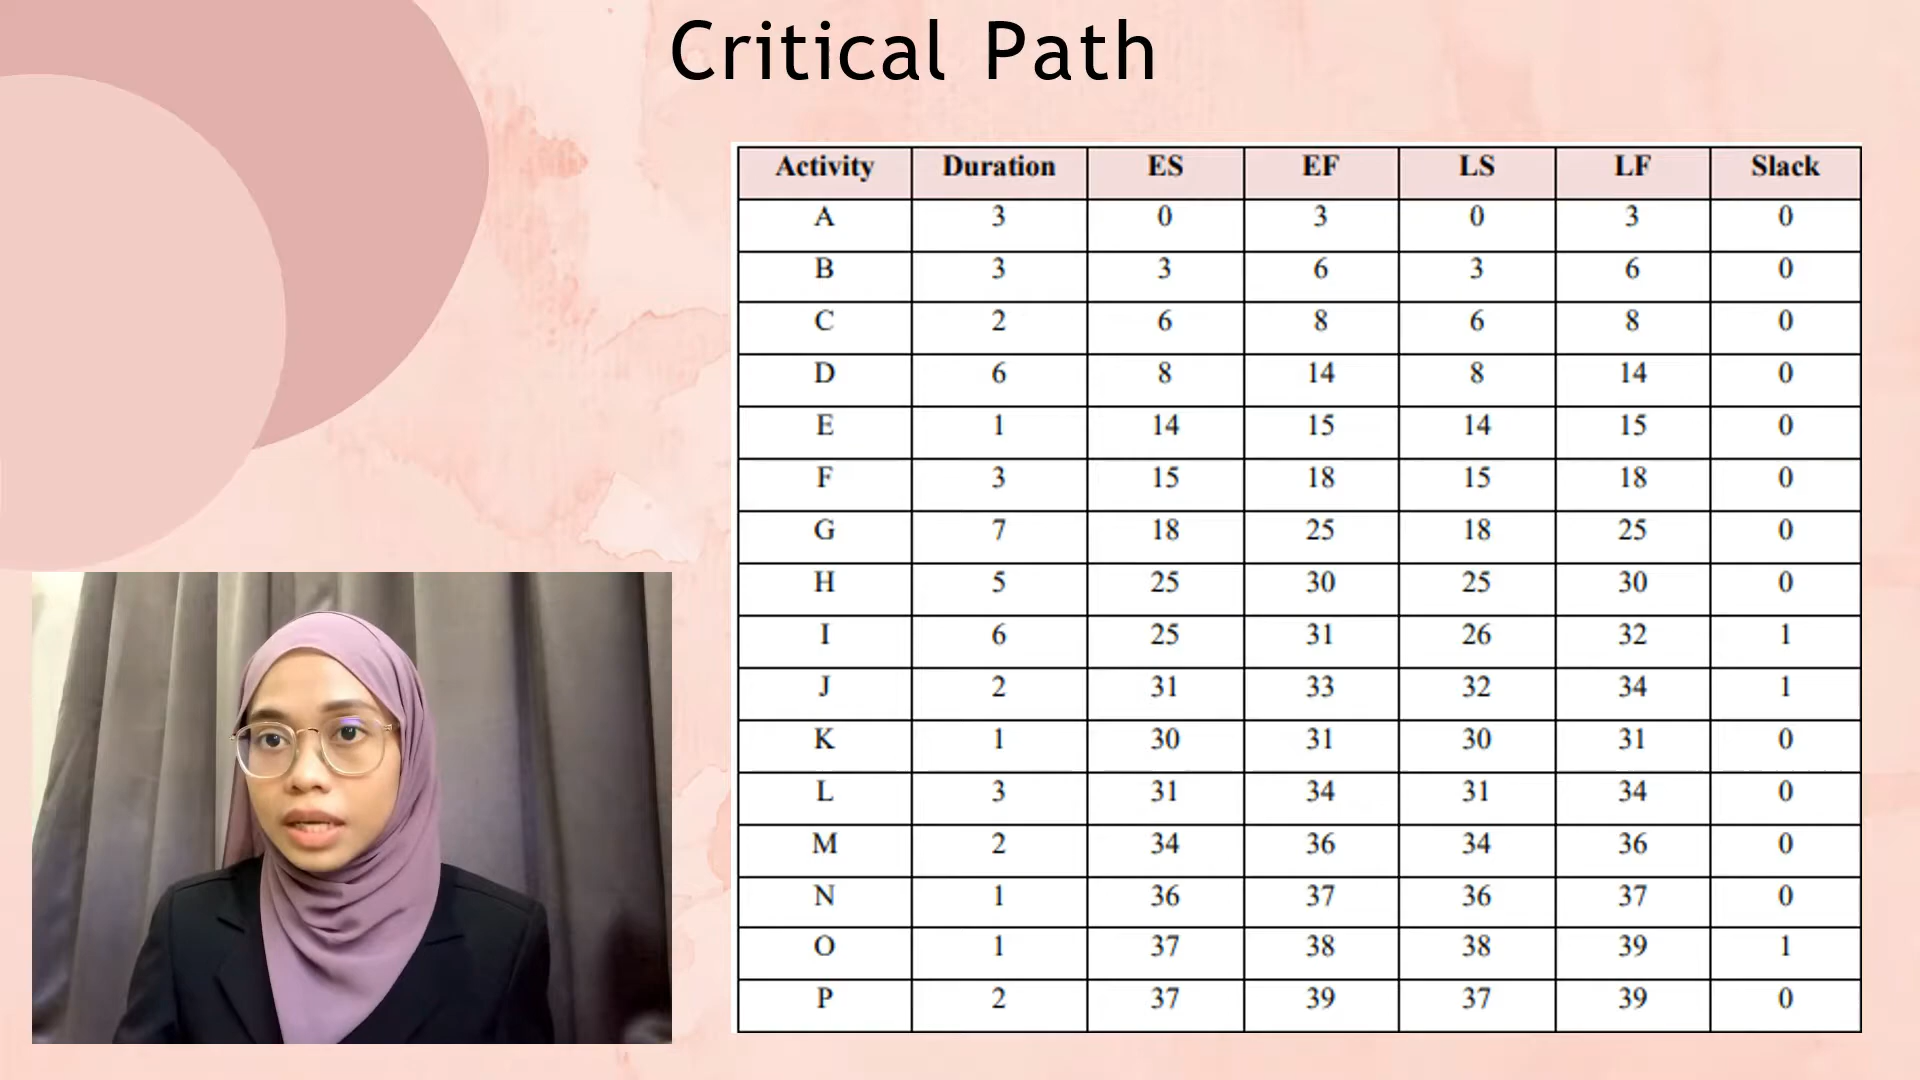 Critical Path
Activity Duration ES EF LS LF Slack
A 3 0 3 0 3 0
B 3 3 6 3 6 0
C 2 6 8 6 8 0
D 6 8 14 8 14 0
E 1 14 15 14 15 0
F 3 15 18 15 18 0
G 7 18 25 18 25 0
H 5 25 30 25 30 0
I 6 25 31 26 32 1
J 2 31 33 32 34 1
K 1 30 31 30 31 0
L 3 31 34 31 34 0
M 2 34 36 34 36 0
N 1 36 37 36 37 0
O 1 37 38 38 39 1
P 2 37 39 37 39 0